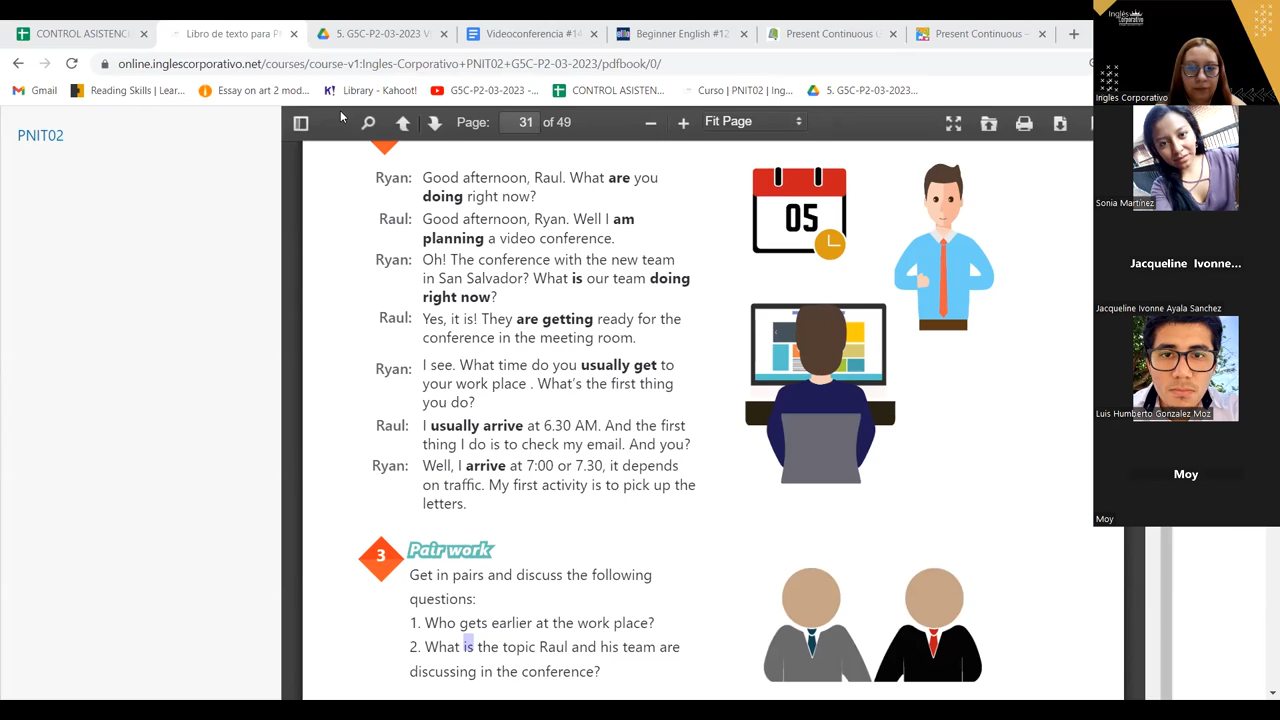 CONTROL ASISTENC
Libro de texto para P
5. G5C-P2-03-2023
Videoconferencia #14
Beginner English #12
Present Continuous
Present Continuous –
online.inglescorporativo.net/courses/course-v1:Ingles-Corporativo+PNIT02+G5C-P2-03-2023/pdfbook/0/
Gmail
Reading Skills | Lear...
Essay on art 2 mod...
Library - Kahoot!
G5C-P2-03-2023 -...
CONTROL ASISTEN...
Curso | PNIT02 | Ing...
5. G5C-P2-03-2023...
PNIT02
Page: 31 of 49
Fit Page
Ryan: Good afternoon, Raul. What are you
doing right now?
Raul: Good afternoon, Ryan. Well I am
planning a video conference.
Ryan: Oh! The conference with the new team
in San Salvador? What is our team doing
right now?
Raul: Yes, it is! They are getting ready for the
conference in the meeting room.
Ryan: I see. What time do you usually get to
your work place . What's the first thing
you do?
Raul: I usually arrive at 6.30 AM. And the first
thing I do is to check my email. And you?
Ryan: Well, I arrive at 7:00 or 7.30, it depends
on traffic. My first activity is to pick up the
letters.
05
3 Pair work
Get in pairs and discuss the following
questions:
1. Who gets earlier at the work place?
2. What is the topic Raul and his team are
discussing in the conference?
Inglés
Corporativo
Ingles Corporativo
Sonia Martinez
Jacqueline Ivonne...
Jacqueline Ivonne Ayala Sanchez
Luis Humberto Gonzalez Moz
Moy
Moy